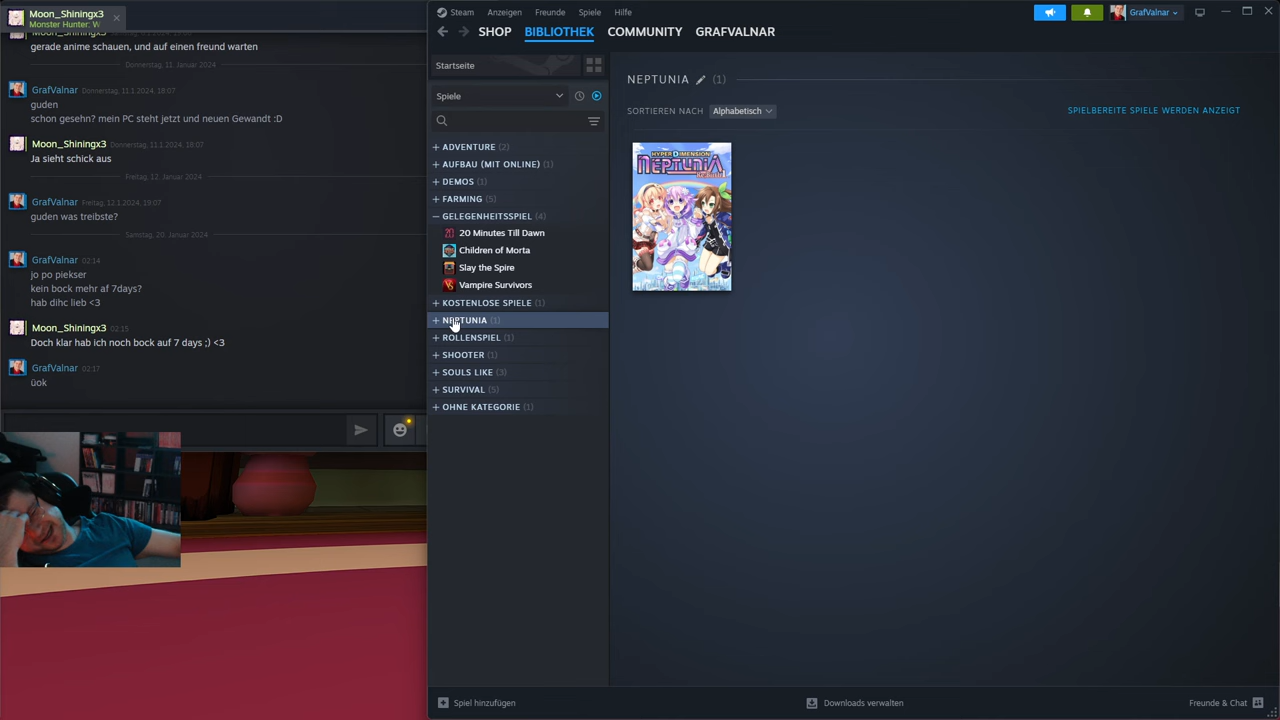 Moon_Shiningx3
Monster Hunter: W
gerade anime schauen, und auf einen freund warten
Donnerstag, 11. Januar 2024
GrafValnar Donnerstag, 11.1.2024, 18:07
guden
schon gesehn? mein PC steht jetzt und neuen Gewandt :D
Moon_Shiningx3 Donnerstag, 11.1.2024, 18:07
Ja sieht schick aus
Freitag, 12. Januar 2024
GrafValnar Freitag, 12.1.2024, 19:07
guden was treibste?
Samstag, 20. Januar 2024
GrafValnar 02:14
jo po piekser
kein bock mehr af 7days?
hab dihc lieb <3
Moon_Shiningx3 02:15
Doch klar hab ich noch bock auf 7 days ;) <3
GrafValnar 02:17
üok
Steam Anzeigen Freunde Spiele Hilfe
GrafValnar
SHOP BIBLIOTHEK COMMUNITY GRAFVALNAR
Startseite
Spiele
ADVENTURE (2)
AUFBAU (MIT ONLINE) (1)
DEMOS (1)
FARMING (5)
GELEGENHEITSSPIEL (4)
20 Minutes Till Dawn
Children of Morta
Slay the Spire
Vampire Survivors
KOSTENLOSE SPIELE (1)
NEPTUNIA (1)
ROLLENSPIEL (1)
SHOOTER (1)
SOULS LIKE (3)
SURVIVAL (5)
OHNE KATEGORIE (1)
NEPTUNIA (1)
SORTIEREN NACH Alphabetisch
SPIELBEREITE SPIELE WERDEN ANZEIGT
HYPERDIMENSION
NEPTUNIA
Spiel hinzufügen
Downloads verwalten
Freunde & Chat